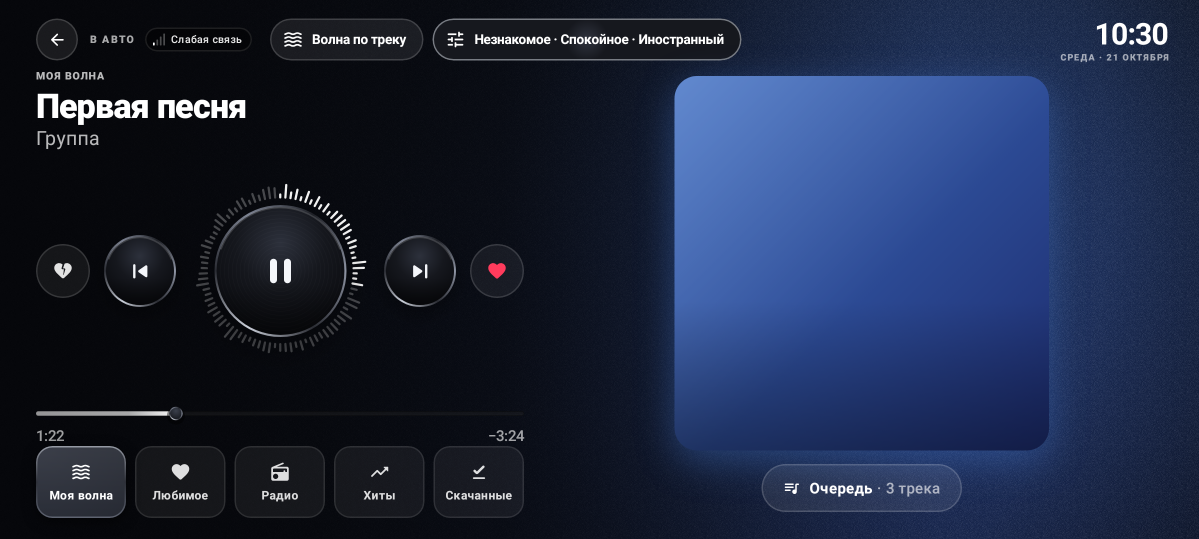 В АВТО
Слабая связь
Волна по треку
Незнакомое · Спокойное · Иностранный
10:30
СРЕДА · 21 ОКТЯБРЯ
МОЯ ВОЛНА
Первая песня
Группа
1:22
−3:24
Моя волна
Любимое
Радио
Хиты
Скачанные
Очередь · 3 трека